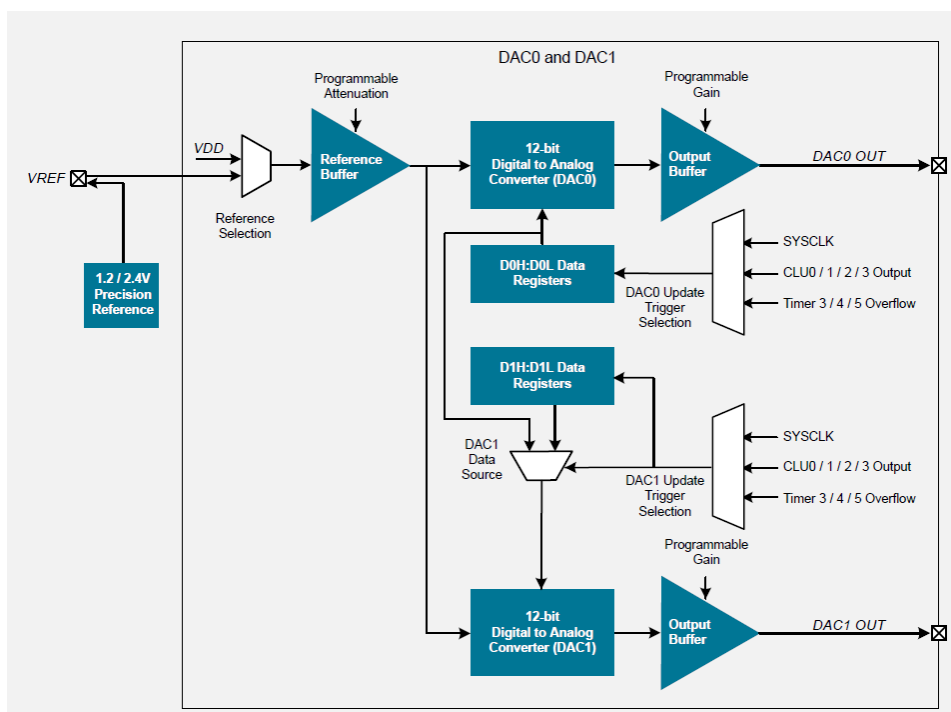 DAC0 and DAC1
Programmable
Attenuation
Programmable
Gain
VDD
VREF
Reference
Buffer
12-bit
Digital to Analog
Converter (DAC0)
Output
Buffer
DAC0 OUT
Reference
Selection
1.2 / 2.4V
Precision
Reference
D0H:D0L Data
Registers
DAC0 Update
Trigger
Selection
SYSCLK
CLU0 / 1 / 2 / 3 Output
Timer 3 / 4 / 5 Overflow
D1H:D1L Data
Registers
DAC1
Data
Source
DAC1 Update
Trigger
Selection
SYSCLK
CLU0 / 1 / 2 / 3 Output
Timer 3 / 4 / 5 Overflow
Programmable
Gain
12-bit
Digital to Analog
Converter (DAC1)
Output
Buffer
DAC1 OUT